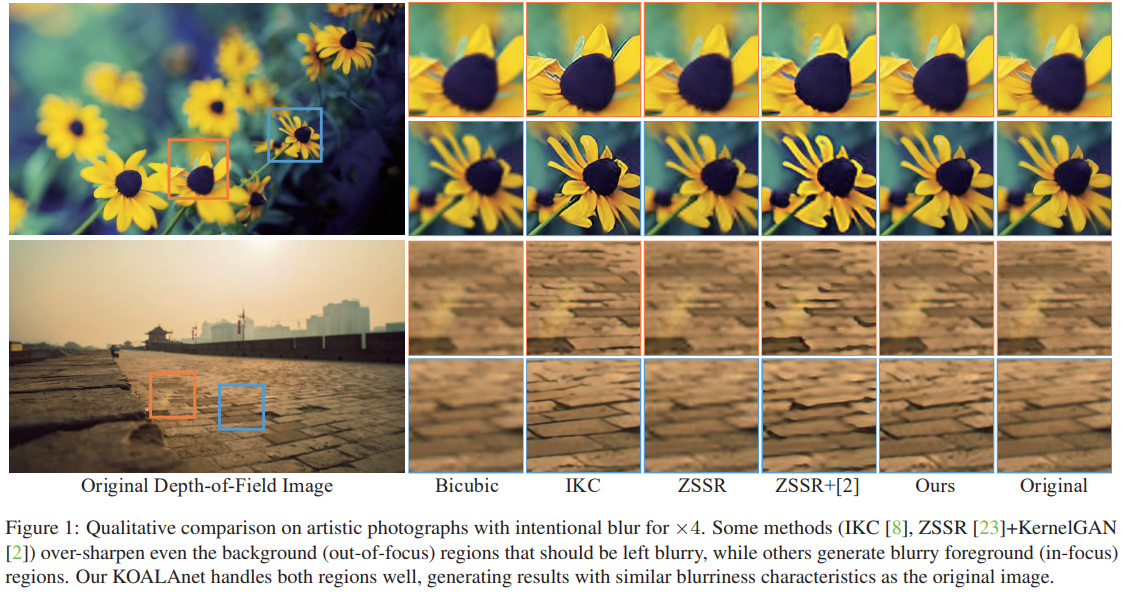 Original Depth-of-Field Image Bicubic IKC ZSSR ZSSR+[2] Ours Original
Figure 1: Qualitative comparison on artistic photographs with intentional blur for ×4. Some methods (IKC [8], ZSSR [23]+KernelGAN
[2]) over-sharpen even the background (out-of-focus) regions that should be left blurry, while others generate blurry foreground (in-focus)
regions. Our KOALAnet handles both regions well, generating results with similar blurriness characteristics as the original image.